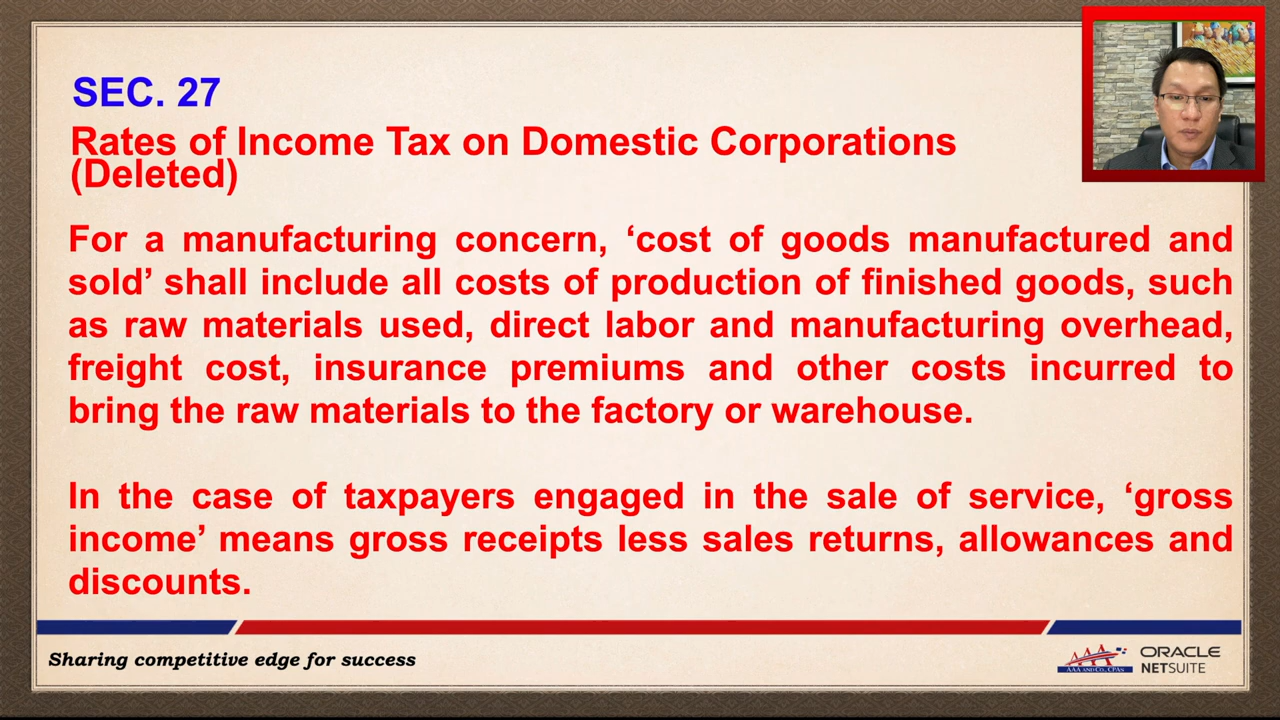 SEC. 27
Rates of Income Tax on Domestic Corporations
(Deleted)
For a manufacturing concern, ‘cost of goods manufactured and
sold’ shall include all costs of production of finished goods, such
as raw materials used, direct labor and manufacturing overhead,
freight cost, insurance premiums and other costs incurred to
bring the raw materials to the factory or warehouse.
In the case of taxpayers engaged in the sale of service, ‘gross
income’ means gross receipts less sales returns, allowances and
discounts.
Sharing competitive edge for success
AAA
AAA AND CO., CPAs
ORACLE
NETSUITE